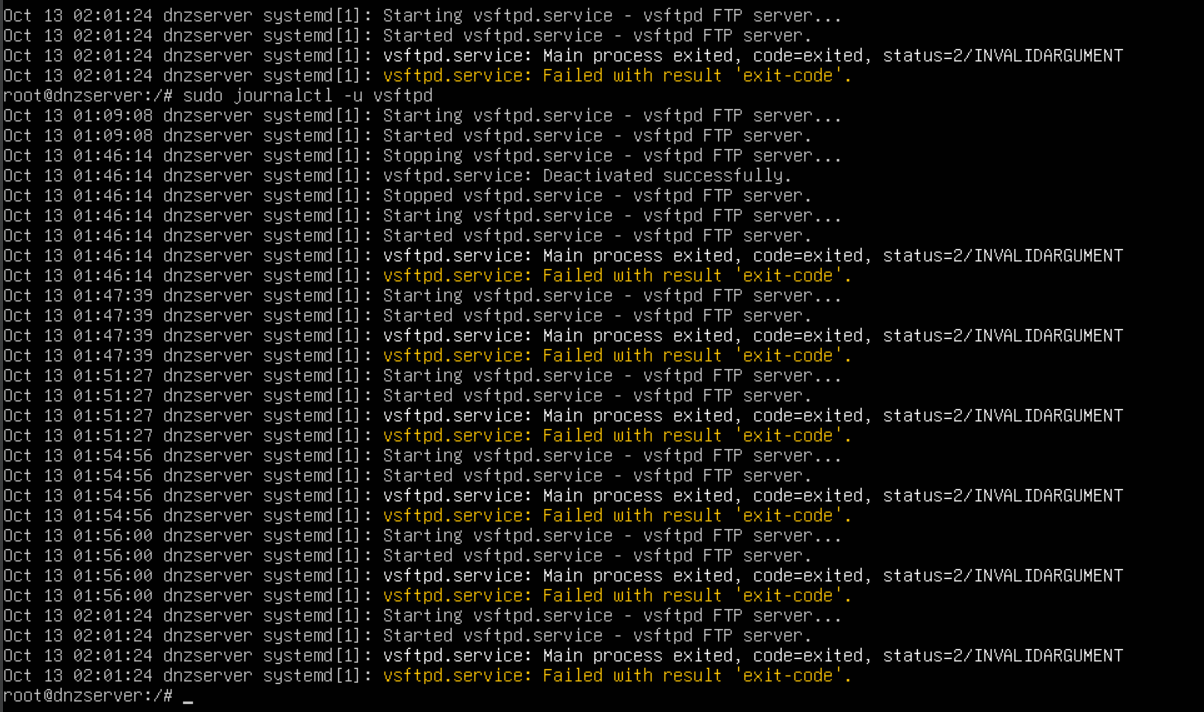 Oct 13 02:01:24 dnzserver systemd[1]: Starting vsftpd.service - vsftpd FTP server...
Oct 13 02:01:24 dnzserver systemd[1]: Started vsftpd.service - vsftpd FTP server.
Oct 13 02:01:24 dnzserver systemd[1]: vsftpd.service: Main process exited, code=exited, status=2/INVALIDARGUMENT
Oct 13 02:01:24 dnzserver systemd[1]: vsftpd.service: Failed with result 'exit-code'.
root@dnzserver:/# sudo journalctl -u vsftpd
Oct 13 01:09:08 dnzserver systemd[1]: Starting vsftpd.service - vsftpd FTP server...
Oct 13 01:09:08 dnzserver systemd[1]: Started vsftpd.service - vsftpd FTP server.
Oct 13 01:46:14 dnzserver systemd[1]: Stopping vsftpd.service - vsftpd FTP server...
Oct 13 01:46:14 dnzserver systemd[1]: vsftpd.service: Deactivated successfully.
Oct 13 01:46:14 dnzserver systemd[1]: Stopped vsftpd.service - vsftpd FTP server.
Oct 13 01:46:14 dnzserver systemd[1]: Starting vsftpd.service - vsftpd FTP server...
Oct 13 01:46:14 dnzserver systemd[1]: Started vsftpd.service - vsftpd FTP server.
Oct 13 01:46:14 dnzserver systemd[1]: vsftpd.service: Main process exited, code=exited, status=2/INVALIDARGUMENT
Oct 13 01:46:14 dnzserver systemd[1]: vsftpd.service: Failed with result 'exit-code'.
Oct 13 01:47:39 dnzserver systemd[1]: Starting vsftpd.service - vsftpd FTP server...
Oct 13 01:47:39 dnzserver systemd[1]: Started vsftpd.service - vsftpd FTP server.
Oct 13 01:47:39 dnzserver systemd[1]: vsftpd.service: Main process exited, code=exited, status=2/INVALIDARGUMENT
Oct 13 01:47:39 dnzserver systemd[1]: vsftpd.service: Failed with result 'exit-code'.
Oct 13 01:51:27 dnzserver systemd[1]: Starting vsftpd.service - vsftpd FTP server...
Oct 13 01:51:27 dnzserver systemd[1]: Started vsftpd.service - vsftpd FTP server.
Oct 13 01:51:27 dnzserver systemd[1]: vsftpd.service: Main process exited, code=exited, status=2/INVALIDARGUMENT
Oct 13 01:51:27 dnzserver systemd[1]: vsftpd.service: Failed with result 'exit-code'.
Oct 13 01:54:56 dnzserver systemd[1]: Starting vsftpd.service - vsftpd FTP server...
Oct 13 01:54:56 dnzserver systemd[1]: Started vsftpd.service - vsftpd FTP server.
Oct 13 01:54:56 dnzserver systemd[1]: vsftpd.service: Main process exited, code=exited, status=2/INVALIDARGUMENT
Oct 13 01:54:56 dnzserver systemd[1]: vsftpd.service: Failed with result 'exit-code'.
Oct 13 01:56:00 dnzserver systemd[1]: Starting vsftpd.service - vsftpd FTP server...
Oct 13 01:56:00 dnzserver systemd[1]: Started vsftpd.service - vsftpd FTP server.
Oct 13 01:56:00 dnzserver systemd[1]: vsftpd.service: Main process exited, code=exited, status=2/INVALIDARGUMENT
Oct 13 01:56:00 dnzserver systemd[1]: vsftpd.service: Failed with result 'exit-code'.
Oct 13 02:01:24 dnzserver systemd[1]: Starting vsftpd.service - vsftpd FTP server...
Oct 13 02:01:24 dnzserver systemd[1]: Started vsftpd.service - vsftpd FTP server.
Oct 13 02:01:24 dnzserver systemd[1]: vsftpd.service: Main process exited, code=exited, status=2/INVALIDARGUMENT
Oct 13 02:01:24 dnzserver systemd[1]: vsftpd.service: Failed with result 'exit-code'.
root@dnzserver:/# _